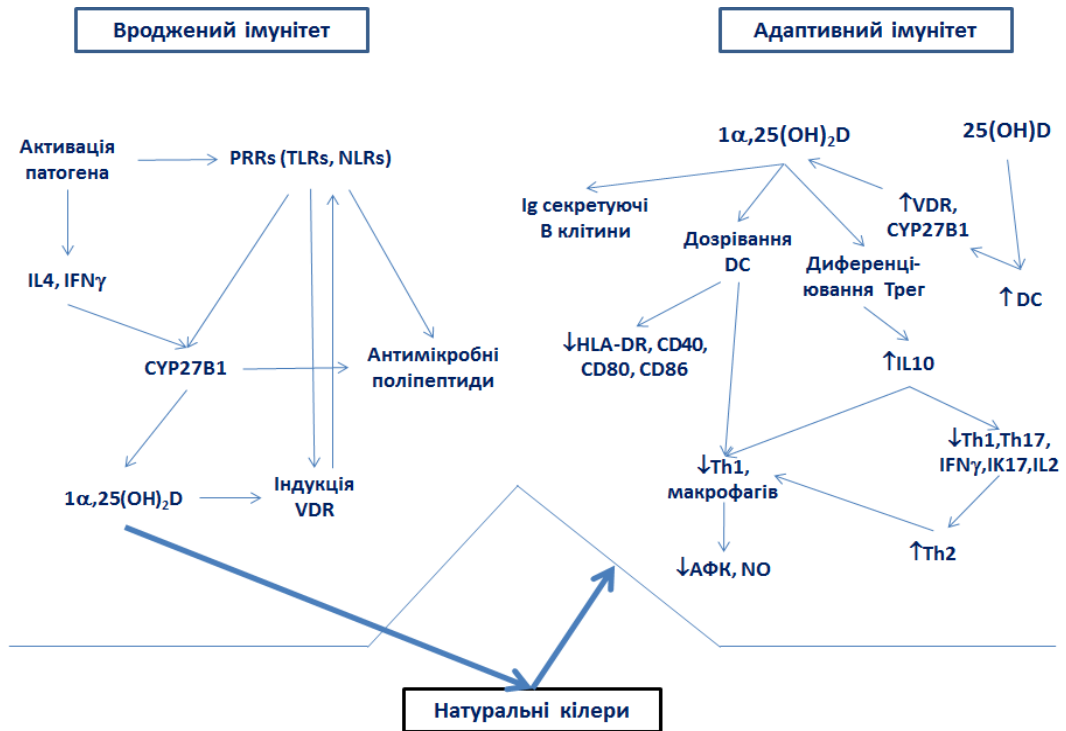 Вроджений імунітет
Адаптивний імунітет
Активація
патогена
PRRs (TLRs, NLRs)
IL4, IFNγ
CYP27B1
Антимікробні
поліпептиди
1α,25(OH)₂D
Індукція
VDR
1α,25(OH)₂D
25(OH)D
Ig секретуючі
В клітини
Дозрівання
DC
Диференці-
ювання Трег
↑VDR,
CYP27B1
↑DC
↓HLA-DR, CD40,
CD80, CD86
↑IL10
↓Th1,
макрофагів
↓Th1,Th17,
IFNγ,IK17,IL2
↓АФК, NO
↑Th2
Натуральні кілери